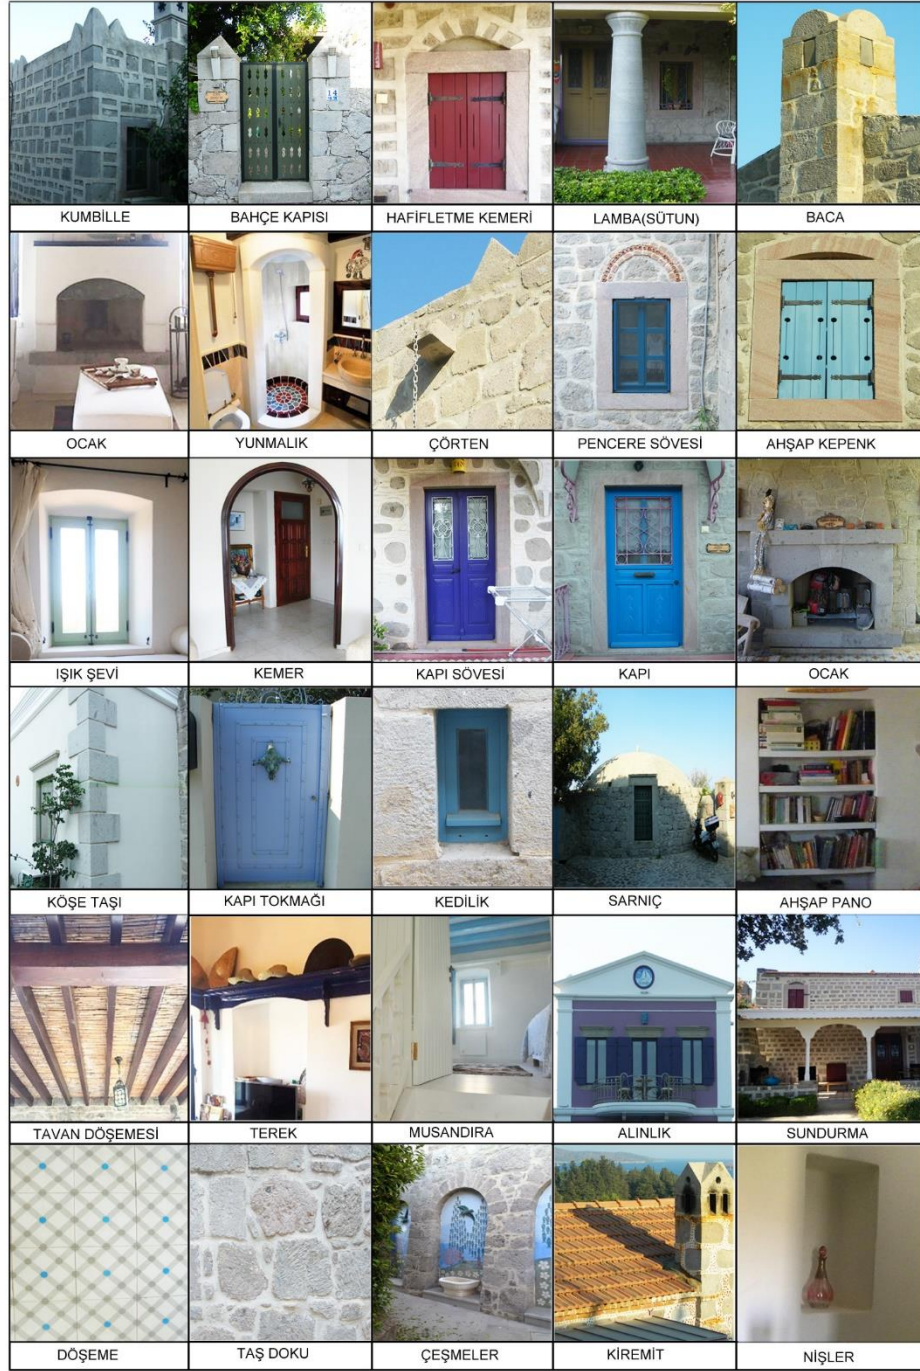 KUMBİLLE
BAHÇE KAPISI
HAFİFLETME KEMERİ
LAMBA(SÜTUN)
BACA
OCAK
YUNMALIK
ÇÖRTEN
PENCERE SÖVESİ
AHŞAP KEPENK
IŞIK ŞEVİ
KEMER
KAPI SÖVESİ
KAPI
OCAK
KÖŞE TAŞI
KAPI TOKMAĞI
KEDİLİK
SARNIÇ
AHŞAP PANO
TAVAN DÖŞEMESİ
TEREK
MUSANDIRA
ALINLIK
SUNDURMA
DÖŞEME
TAŞ DOKU
ÇEŞMELER
KİREMİT
NİŞLER